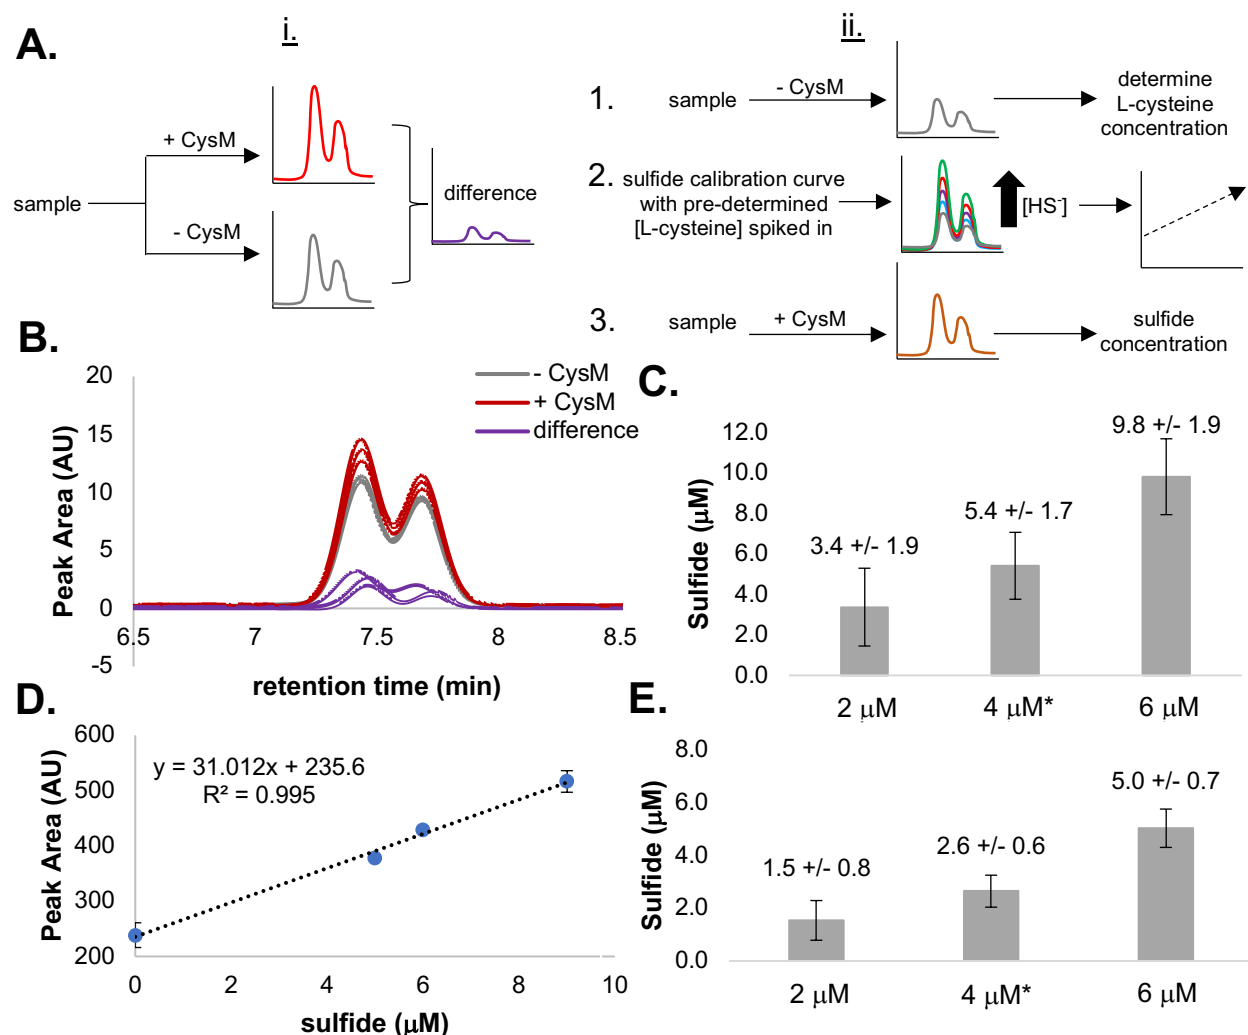 A.
i.
+ CysM
sample
- CysM
difference
ii.
1.
sample
- CysM
determine
L-cysteine
concentration
2.
sulfide calibration curve
with pre-determined
[L-cysteine] spiked in
[HS-]
3.
sample
+ CysM
sulfide
concentration
B.
- CysM
+ CysM
difference
Peak Area (AU)
20
15
10
5
0
-5
6.5
7
7.5
8
8.5
retention time (min)
C.
Sulfide (μM)
12.0
10.0
8.0
6.0
4.0
2.0
0.0
3.4 +/- 1.9
5.4 +/- 1.7
9.8 +/- 1.9
2 μM
4 μM*
6 μM
D.
Peak Area (AU)
600
500
400
300
200
y = 31.012x + 235.6
R² = 0.995
0
2
4
6
8
10
sulfide (μM)
E.
Sulfide (μM)
8.0
6.0
4.0
2.0
0.0
1.5 +/- 0.8
2.6 +/- 0.6
5.0 +/- 0.7
2 μM
4 μM*
6 μM